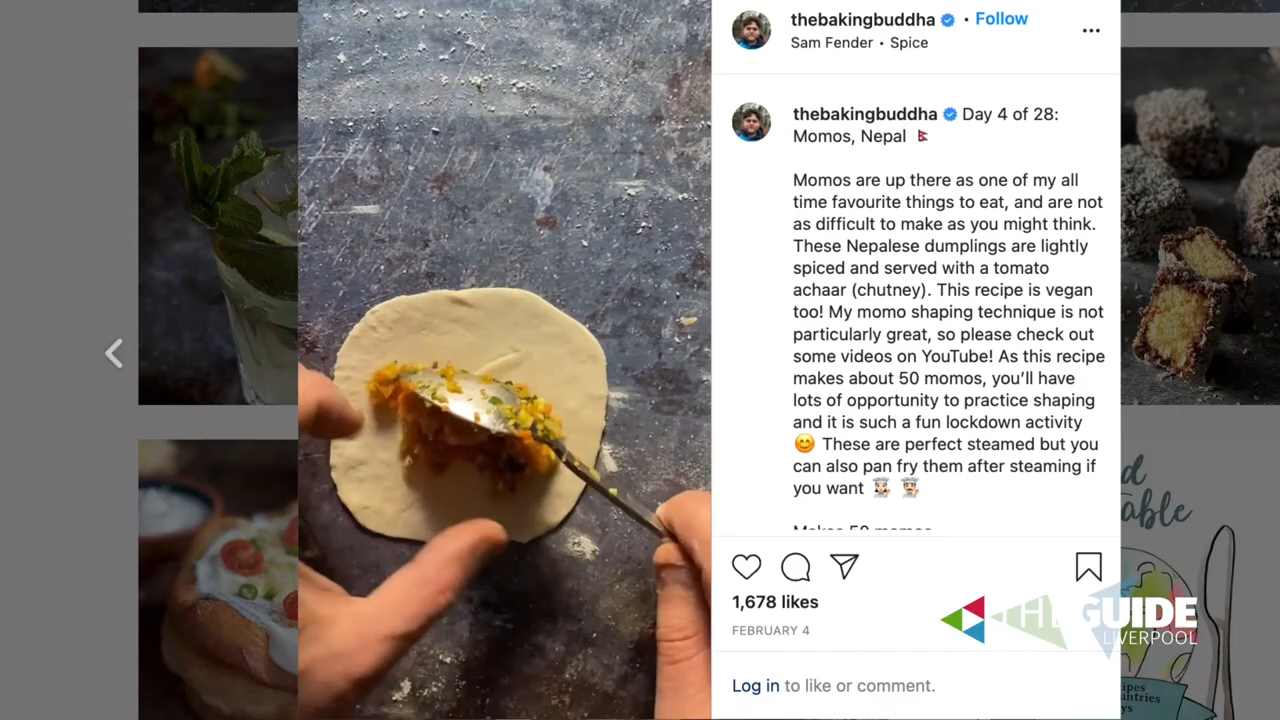 thebakingbuddha • Follow
Sam Fender • Spice
thebakingbuddha Day 4 of 28:
Momos, Nepal 🇳🇵
Momos are up there as one of my all
time favourite things to eat, and are not
as difficult to make as you might think.
These Nepalese dumplings are lightly
spiced and served with a tomato
achaar (chutney). This recipe is vegan
too! My momo shaping technique is not
particularly great, so please check out
some videos on YouTube! As this recipe
makes about 50 momos, you'll have
lots of opportunity to practice shaping
and it is such a fun lockdown activity
😊 These are perfect steamed but you
can also pan fry them after steaming if
you want 👩🏻‍🍳 👨🏻‍🍳
Makes 50 momos
1,678 likes
FEBRUARY 4
Log in to like or comment.
THE GUIDE
LIVERPOOL